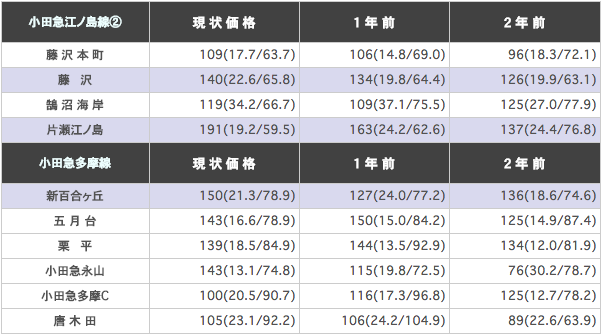 小田急江ノ島線② 現状価格 1年前 2年前
藤沢本町 109(17.7/63.7) 106(14.8/69.0) 96(18.3/72.1)
藤 沢 140(22.6/65.8) 134(19.8/64.4) 126(19.9/63.1)
鵠沼海岸 119(34.2/66.7) 109(37.1/75.5) 125(27.0/77.9)
片瀬江ノ島 191(19.2/59.5) 163(24.2/62.6) 137(24.4/76.8)
小田急多摩線 現状価格 1年前 2年前
新百合ヶ丘 150(21.3/78.9) 127(24.0/77.2) 136(18.6/74.6)
五月台 143(16.6/78.9) 150(15.0/84.2) 125(14.9/87.4)
栗 平 139(18.5/84.9) 144(13.5/92.9) 134(12.0/81.9)
小田急永山 143(13.1/74.8) 115(19.8/72.5) 76(30.2/78.7)
小田急多摩C 100(20.5/90.7) 116(17.3/96.8) 125(12.7/78.2)
唐木田 105(23.1/92.2) 106(24.2/104.9) 89(22.6/63.9)